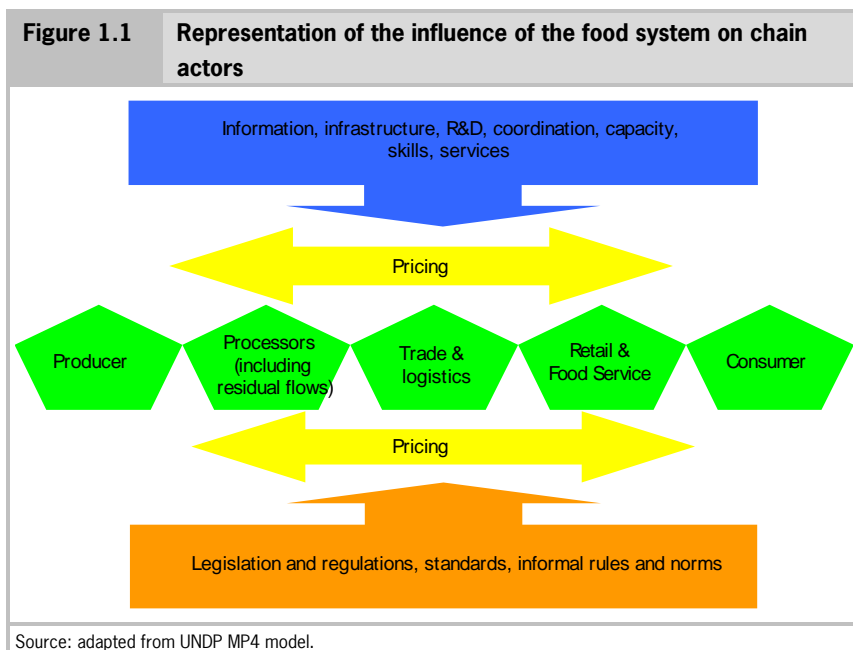 Figure 1.1
Representation of the influence of the food system on chain
actors
Information, infrastructure, R&D, coordination, capacity,
skills, services
Pricing
Producer
Processors
(including
residual flows)
Trade &
logistics
Retail &
Food Service
Consumer
Pricing
Legislation and regulations, standards, informal rules and norms
Source: adapted from UNDP MP4 model.